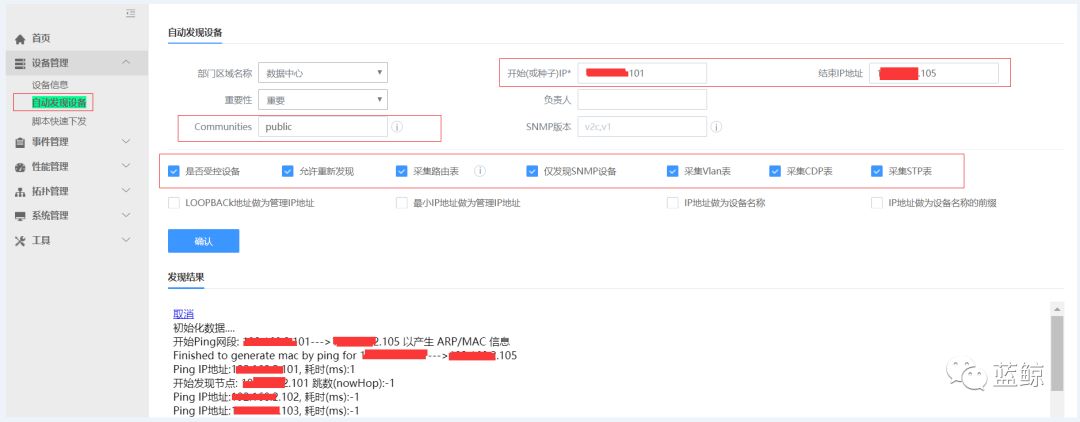 自动发现设备
首页
设备管理
设备信息
自动发现设备
脚本快速下发
事件管理
性能管理
拓扑管理
系统管理
工具
部门区域名称 数据中心 开始(或种子)IP* .101 结束IP地址 1 .105
重要性 重要 负责人
Communities public SNMP版本 v2c,v1
是否受控设备 允许重新发现 采集路由表 仅发现SNMP设备 采集Vlan表 采集CDP表 采集STP表
LOOPBACk地址做为管理IP地址 最小IP地址做为管理IP地址 IP地址做为设备名称 IP地址做为设备名称的前缀
确认
发现结果
取消
初始化数据....
开始Ping网段: 101---> 2.105 以产生 ARP/MAC 信息
Finished to generate mac by ping for 1 ---> .105
Ping IP地址: .101, 耗时(ms):1
开始发现节点: 2.101 跳数(nowHop):-1
Ping IP地址: 2.102, 耗时(ms):-1
Ping IP地址: .103, 耗时(ms):-1
蓝鲸